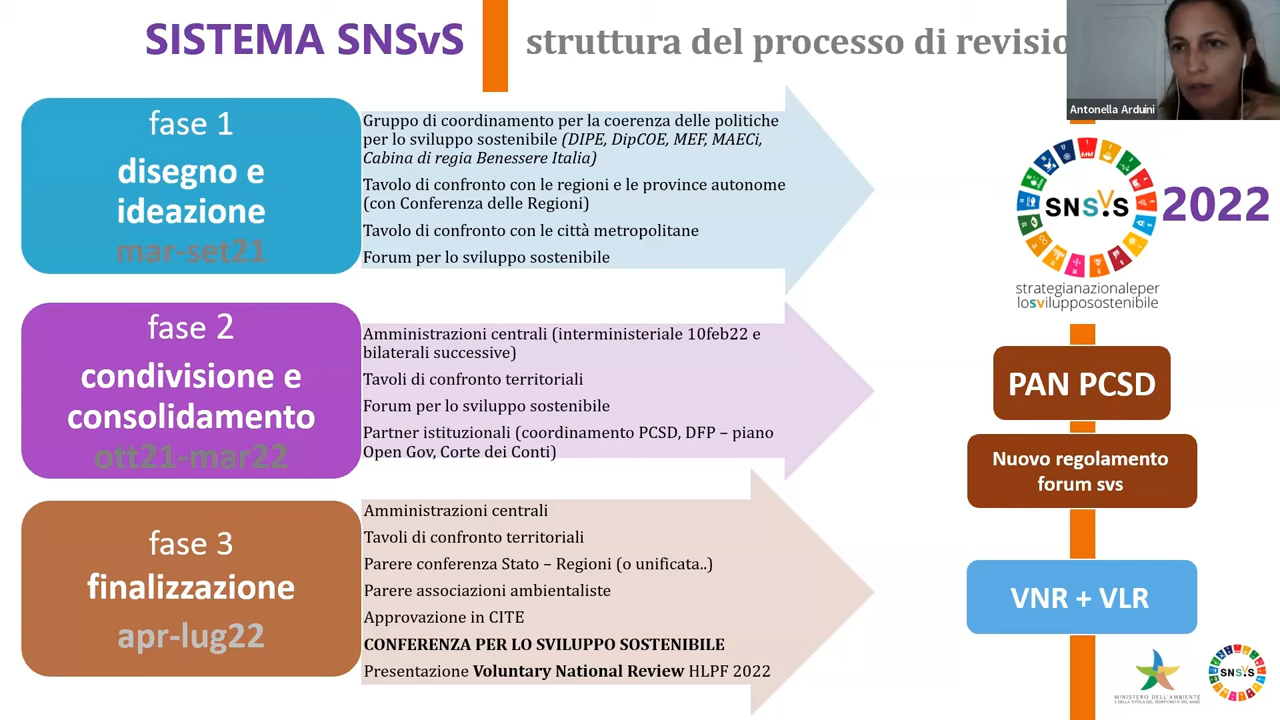 SISTEMA SNSvS
struttura del processo di revisio
Antonella Arduini
fase 1
disegno e
ideazione
mar-set21
Gruppo di coordinamento per la coerenza delle politiche
per lo sviluppo sostenibile (DIPE, DipCOE, MEF, MAECi,
Cabina di regia Benessere Italia)
Tavolo di confronto con le regioni e le province autonome
(con Conferenza delle Regioni)
Tavolo di confronto con le città metropolitane
Forum per lo sviluppo sostenibile
SNSvS
2022
strategianazionaleper
losvilupposostenibile
fase 2
condivisione e
consolidamento
ott21-mar22
Amministrazioni centrali (interministeriale 10feb22 e
bilaterali successive)
Tavoli di confronto territoriali
Forum per lo sviluppo sostenibile
Partner istituzionali (coordinamento PCSD, DFP – piano
Open Gov, Corte dei Conti)
PAN PCSD
Nuovo regolamento
forum svs
fase 3
finalizzazione
apr-lug22
Amministrazioni centrali
Tavoli di confronto territoriali
Parere conferenza Stato – Regioni (o unificata..)
Parere associazioni ambientaliste
Approvazione in CITE
CONFERENZA PER LO SVILUPPO SOSTENIBILE
Presentazione Voluntary National Review HLPF 2022
VNR + VLR
MINISTERO DELL'AMBIENTE
E DELLA TUTELA DEL TERRITORIO E DEL MARE
SNSvS